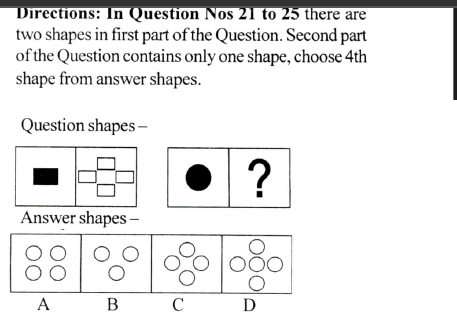 Directions: In Question Nos 21 to 25 there are
two shapes in first part of the Question. Second part
of the Question contains only one shape, choose 4th
shape from answer shapes.
Question shapes –
?
Answer shapes –
A B C D